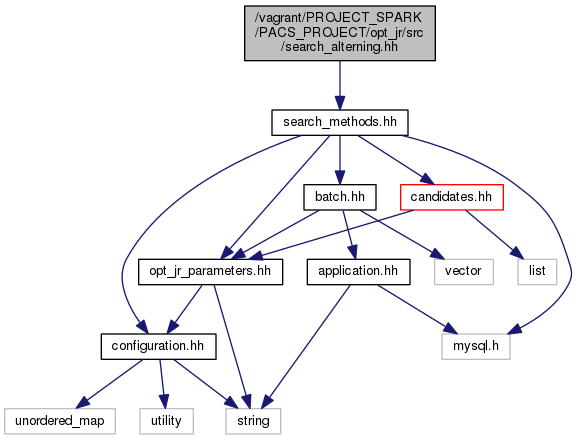 /vagrant/PROJECT_SPARK
/PACS_PROJECT/opt_jr/src
/search_alterning.hh
search_methods.hh
batch.hh
candidates.hh
opt_jr_parameters.hh
application.hh
vector
list
configuration.hh
mysql.h
unordered_map
utility
string